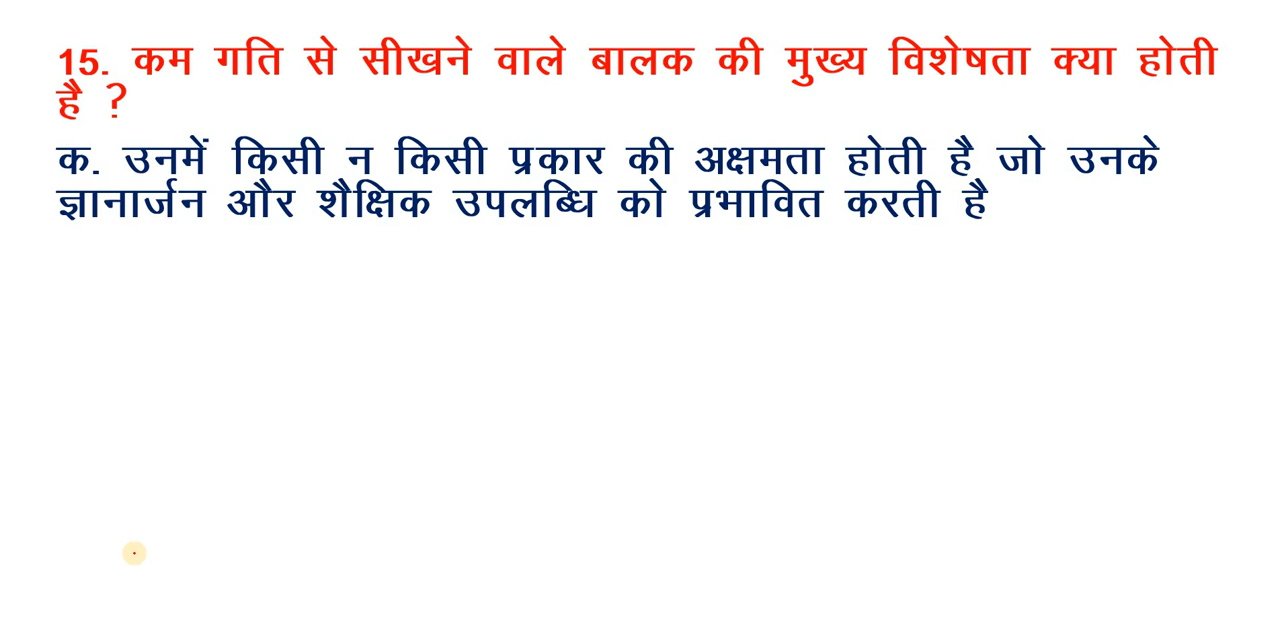 15. कम गति से सीखने वाले बालक की मुख्य विशेषता क्या होती
है ?
क. उनमें किसी न किसी प्रकार की अक्षमता होती है जो उनके
ज्ञानार्जन और शैक्षिक उपलब्धि को प्रभावित करती है